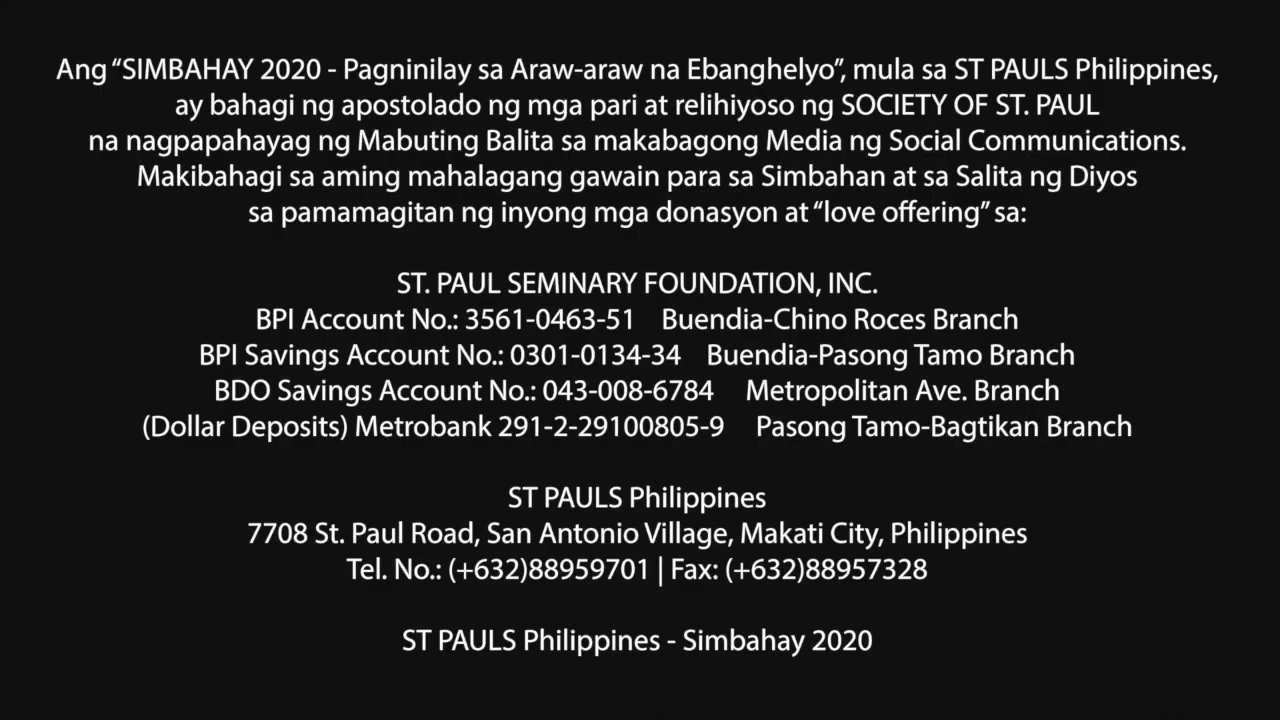 Ang “SIMBAHAY 2020 - Pagninilay sa Araw-araw na Ebanghelyo”, mula sa ST PAULS Philippines,
ay bahagi ng apostolado ng mga pari at relihiyoso ng SOCIETY OF ST. PAUL
na nagpapahayag ng Mabuting Balita sa makabagong Media ng Social Communications.
Makibahagi sa aming mahalagang gawain para sa Simbahan at sa Salita ng Diyos
sa pamamagitan ng inyong mga donasyon at “love offering” sa:
ST. PAUL SEMINARY FOUNDATION, INC.
BPI Account No.: 3561-0463-51 Buendia-Chino Roces Branch
BPI Savings Account No.: 0301-0134-34 Buendia-Pasong Tamo Branch
BDO Savings Account No.: 043-008-6784 Metropolitan Ave. Branch
(Dollar Deposits) Metrobank 291-2-29100805-9 Pasong Tamo-Bagtikan Branch
ST PAULS Philippines
7708 St. Paul Road, San Antonio Village, Makati City, Philippines
Tel. No.: (+632)88959701 | Fax: (+632)88957328
ST PAULS Philippines - Simbahay 2020